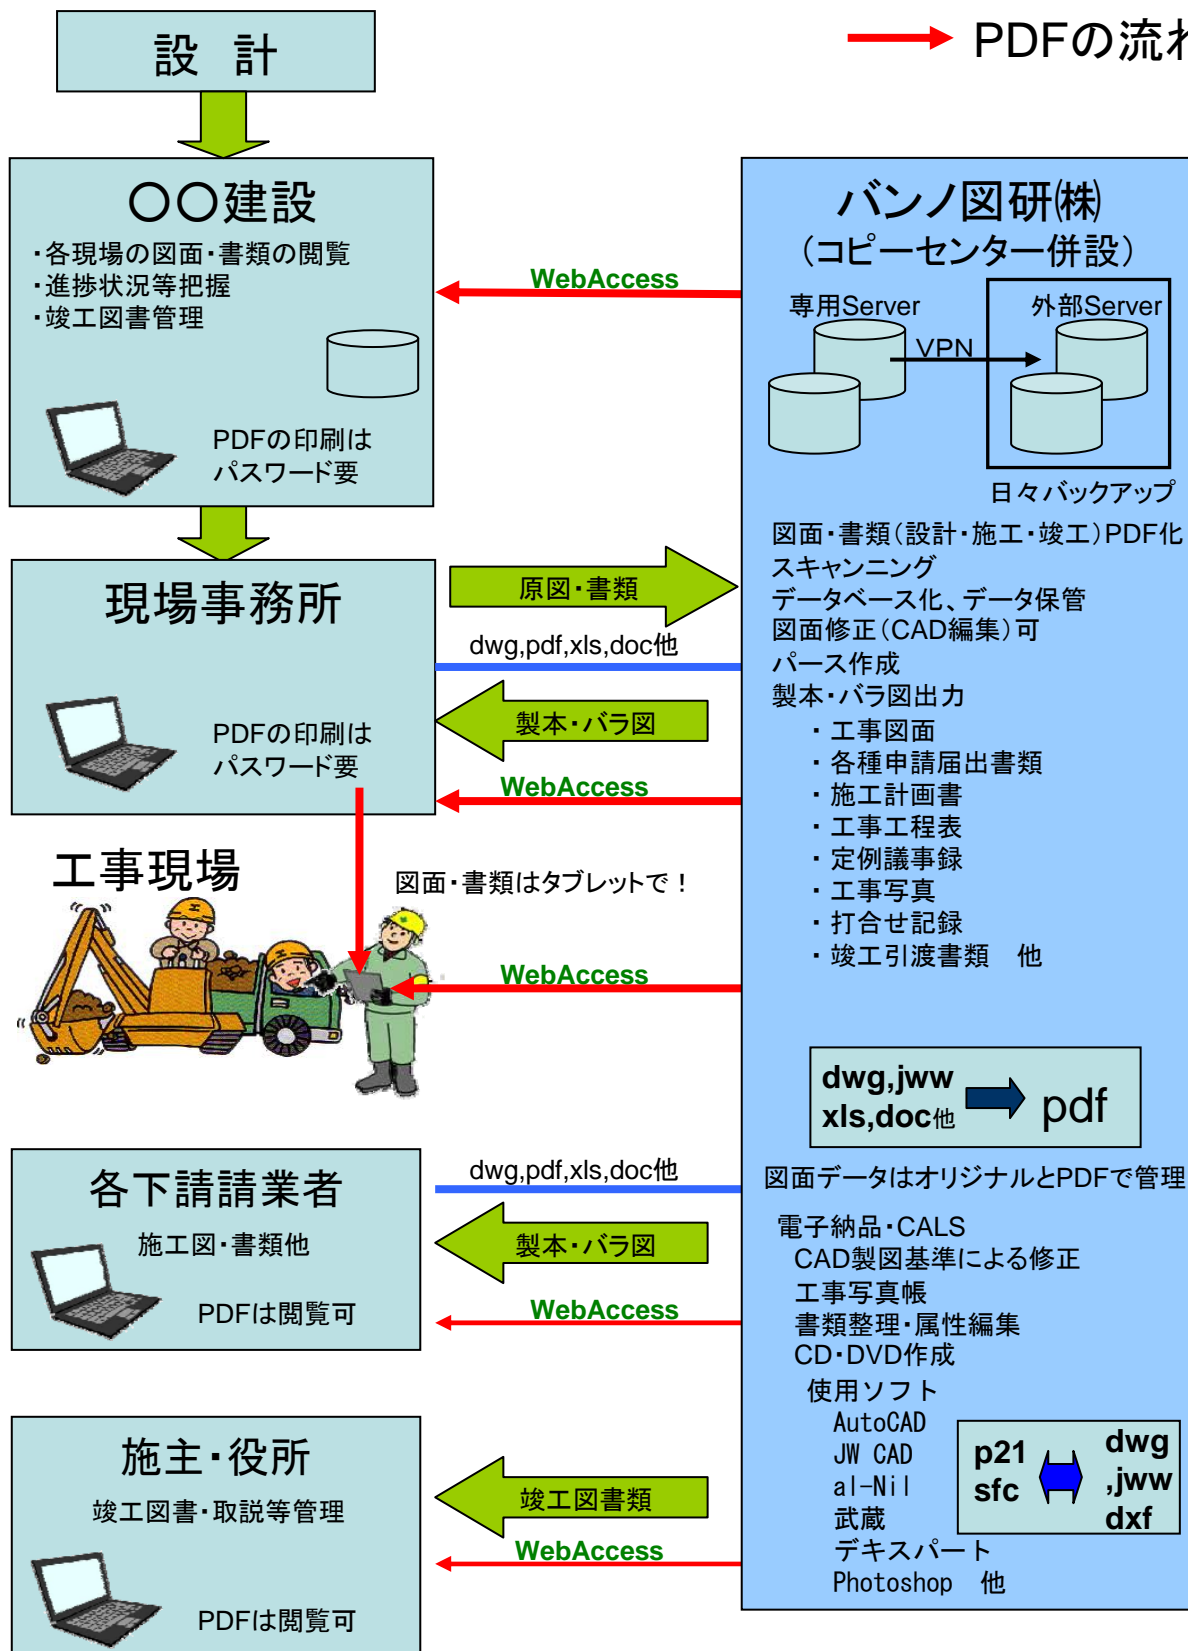 設　計
PDFの流れ
〇〇建設
・各現場の図面・書類の閲覧
・進捗状況等把握
・竣工図書管理
PDFの印刷は
パスワード要
WebAccess
バンノ図研㈱
（コピーセンター併設）
専用Server
外部Server
VPN
日々バックアップ
図面・書類（設計・施工・竣工）PDF化
スキャンニング
データベース化、データ保管
図面修正（CAD編集）可
パース作成
製本・バラ図出力
・工事図面
・各種申請届出書類
・施工計画書
・工事工程表
・定例議事録
・工事写真
・打合せ記録
・竣工引渡書類　他
現場事務所
PDFの印刷は
パスワード要
原図・書類
dwg,pdf,xls,doc他
製本・バラ図
WebAccess
工事現場
図面・書類はタブレットで！
WebAccess
dwg,jww
xls,doc他
pdf
図面データはオリジナルとPDFで管理
電子納品・CALS
CAD製図基準による修正
工事写真帳
書類整理・属性編集
CD・DVD作成
使用ソフト
AutoCAD
JW CAD
al-Nil
武蔵
デキスパート
Photoshop　他
p21
sfc
dwg
,jww
dxf
各下請請業者
施工図・書類他
PDFは閲覧可
dwg,pdf,xls,doc他
製本・バラ図
WebAccess
施主・役所
竣工図書・取説等管理
PDFは閲覧可
竣工図書類
WebAccess